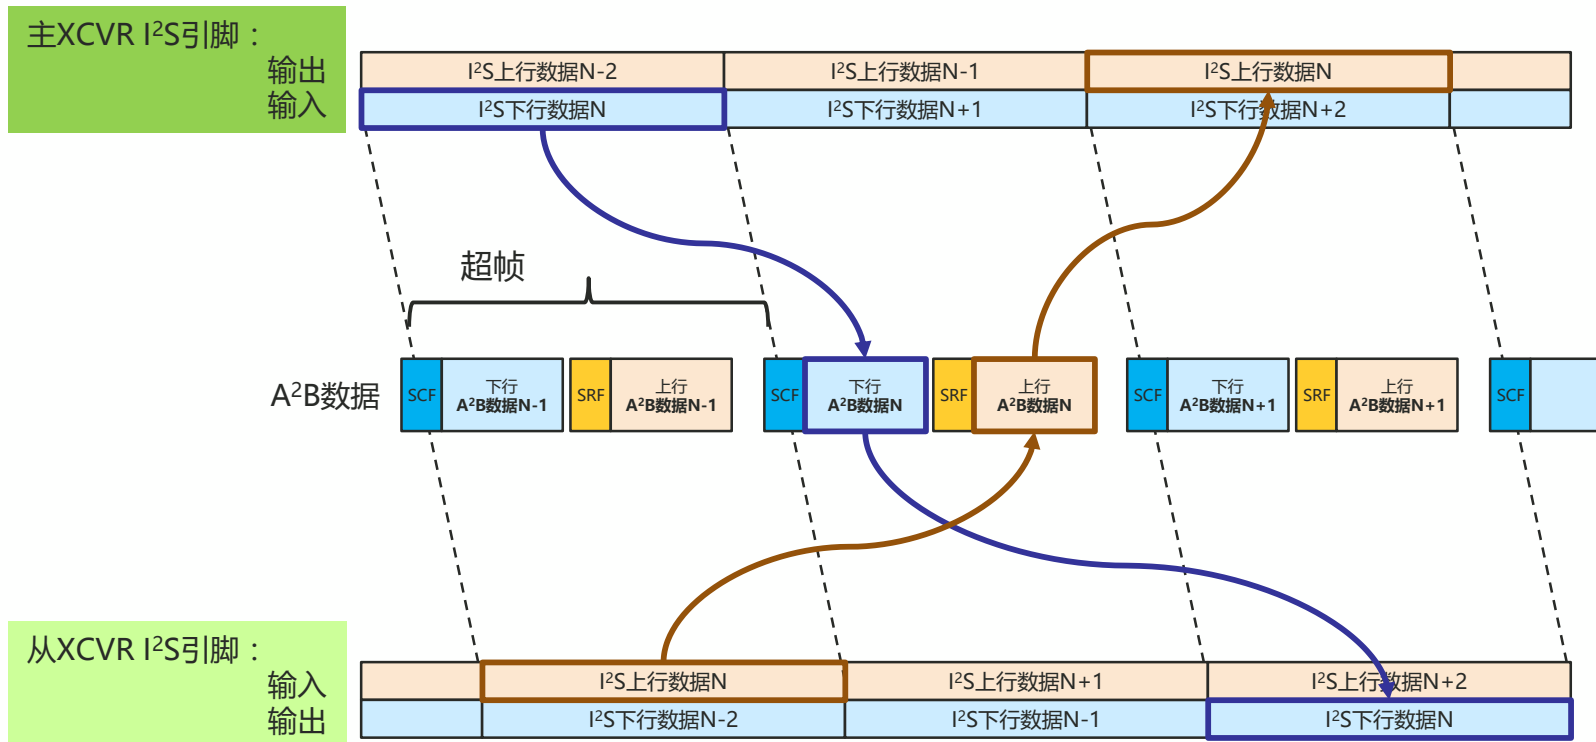 主XCVR I²S引脚：
输出
输入
I²S上行数据N-2
I²S上行数据N-1
I²S上行数据N
I²S下行数据N
I²S下行数据N+1
I²S下行数据N+2
超帧
A²B数据
SCF
下行
A²B数据N-1
SRF
上行
A²B数据N-1
SCF
下行
A²B数据N
SRF
上行
A²B数据N
SCF
下行
A²B数据N+1
SRF
上行
A²B数据N+1
SCF
从XCVR I²S引脚：
输入
输出
I²S上行数据N
I²S上行数据N+1
I²S上行数据N+2
I²S下行数据N-2
I²S下行数据N-1
I²S下行数据N